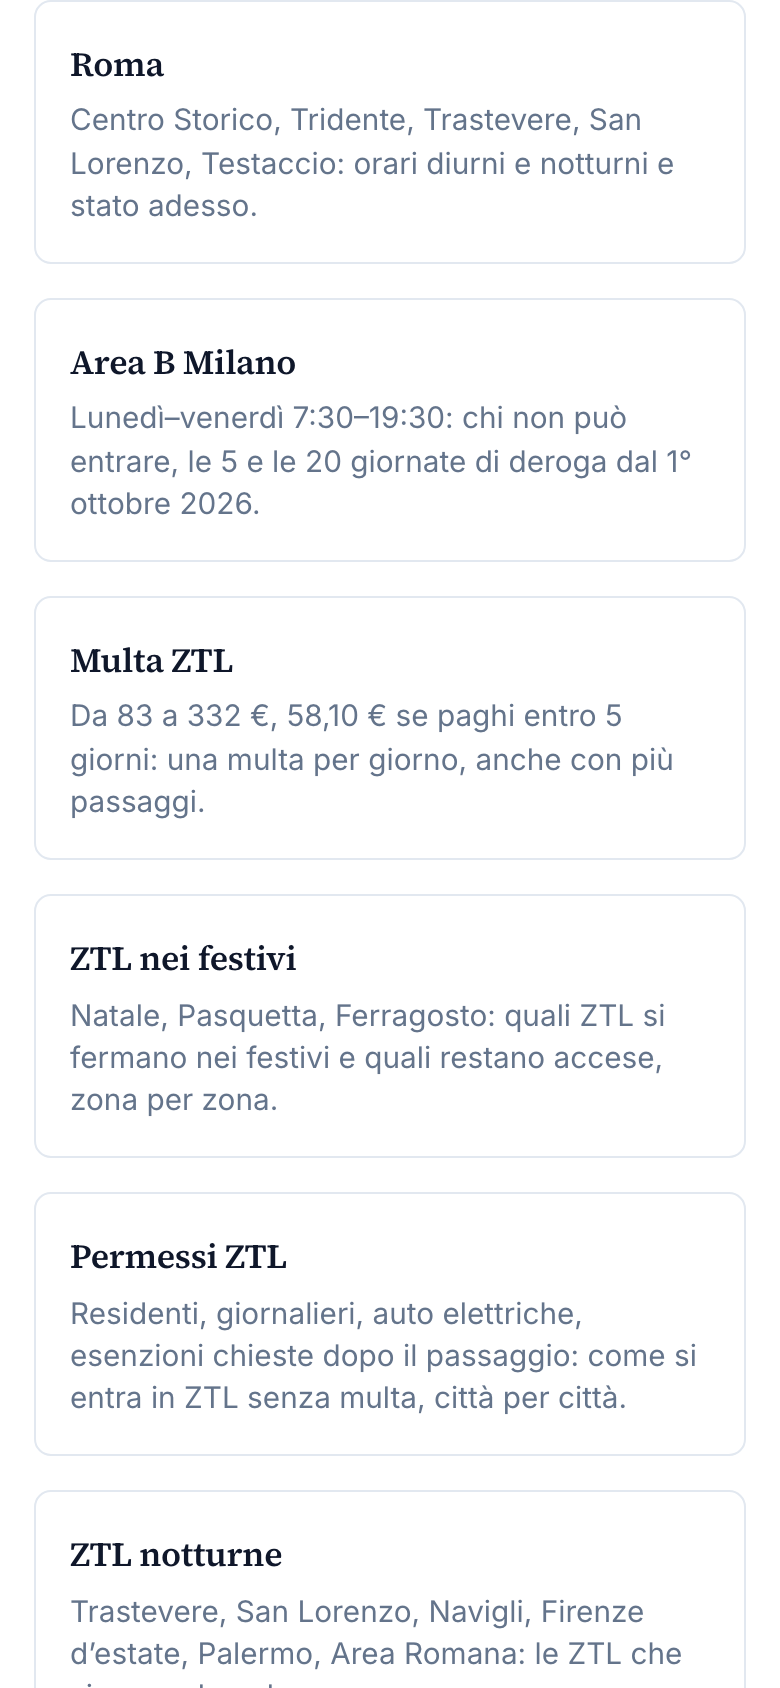 Roma
Centro Storico, Tridente, Trastevere, San
Lorenzo, Testaccio: orari diurni e notturni e
stato adesso.
Area B Milano
Lunedì–venerdì 7:30–19:30: chi non può
entrare, le 5 e le 20 giornate di deroga dal 1°
ottobre 2026.
Multa ZTL
Da 83 a 332 €, 58,10 € se paghi entro 5
giorni: una multa per giorno, anche con più
passaggi.
ZTL nei festivi
Natale, Pasquetta, Ferragosto: quali ZTL si
fermano nei festivi e quali restano accese,
zona per zona.
Permessi ZTL
Residenti, giornalieri, auto elettriche,
esenzioni chieste dopo il passaggio: come si
entra in ZTL senza multa, città per città.
ZTL notturne
Trastevere, San Lorenzo, Navigli, Firenze
d’estate, Palermo, Area Romana: le ZTL che